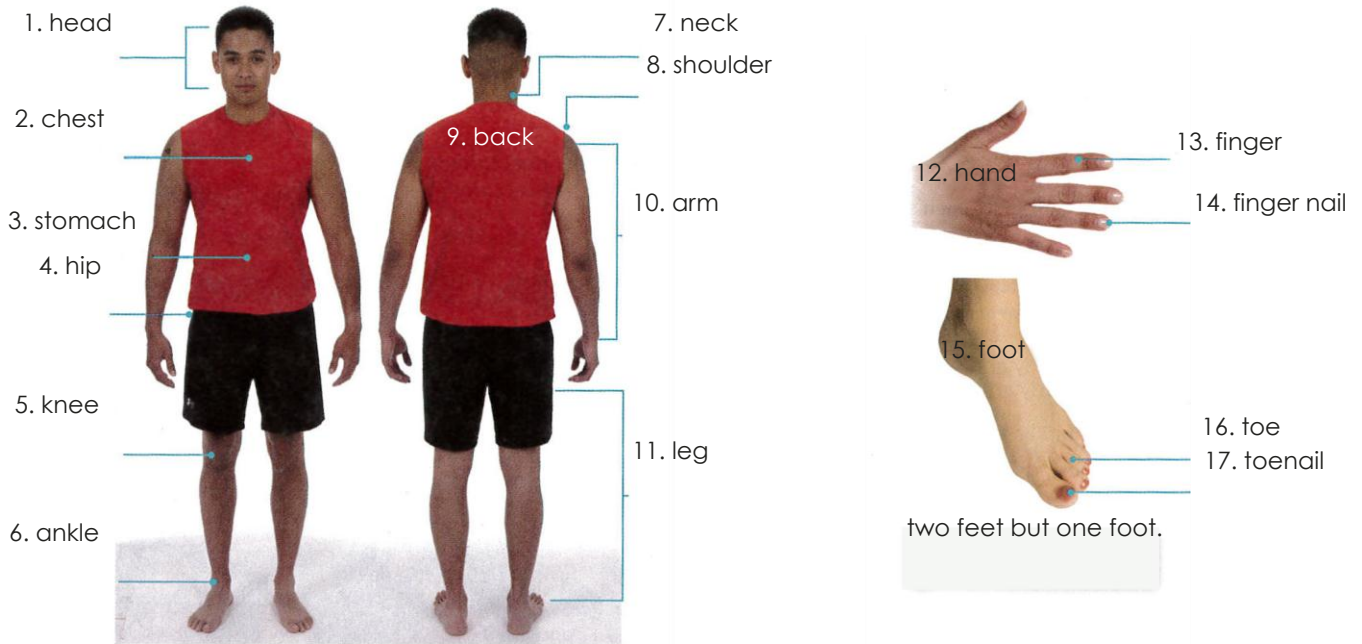 1. head
2. chest
3. stomach
4. hip
5. knee
6. ankle
7. neck
8. shoulder
9. back
10. arm
11. leg
12. hand
13. finger
14. finger nail
15. foot
16. toe
17. toenail
two feet but one foot.